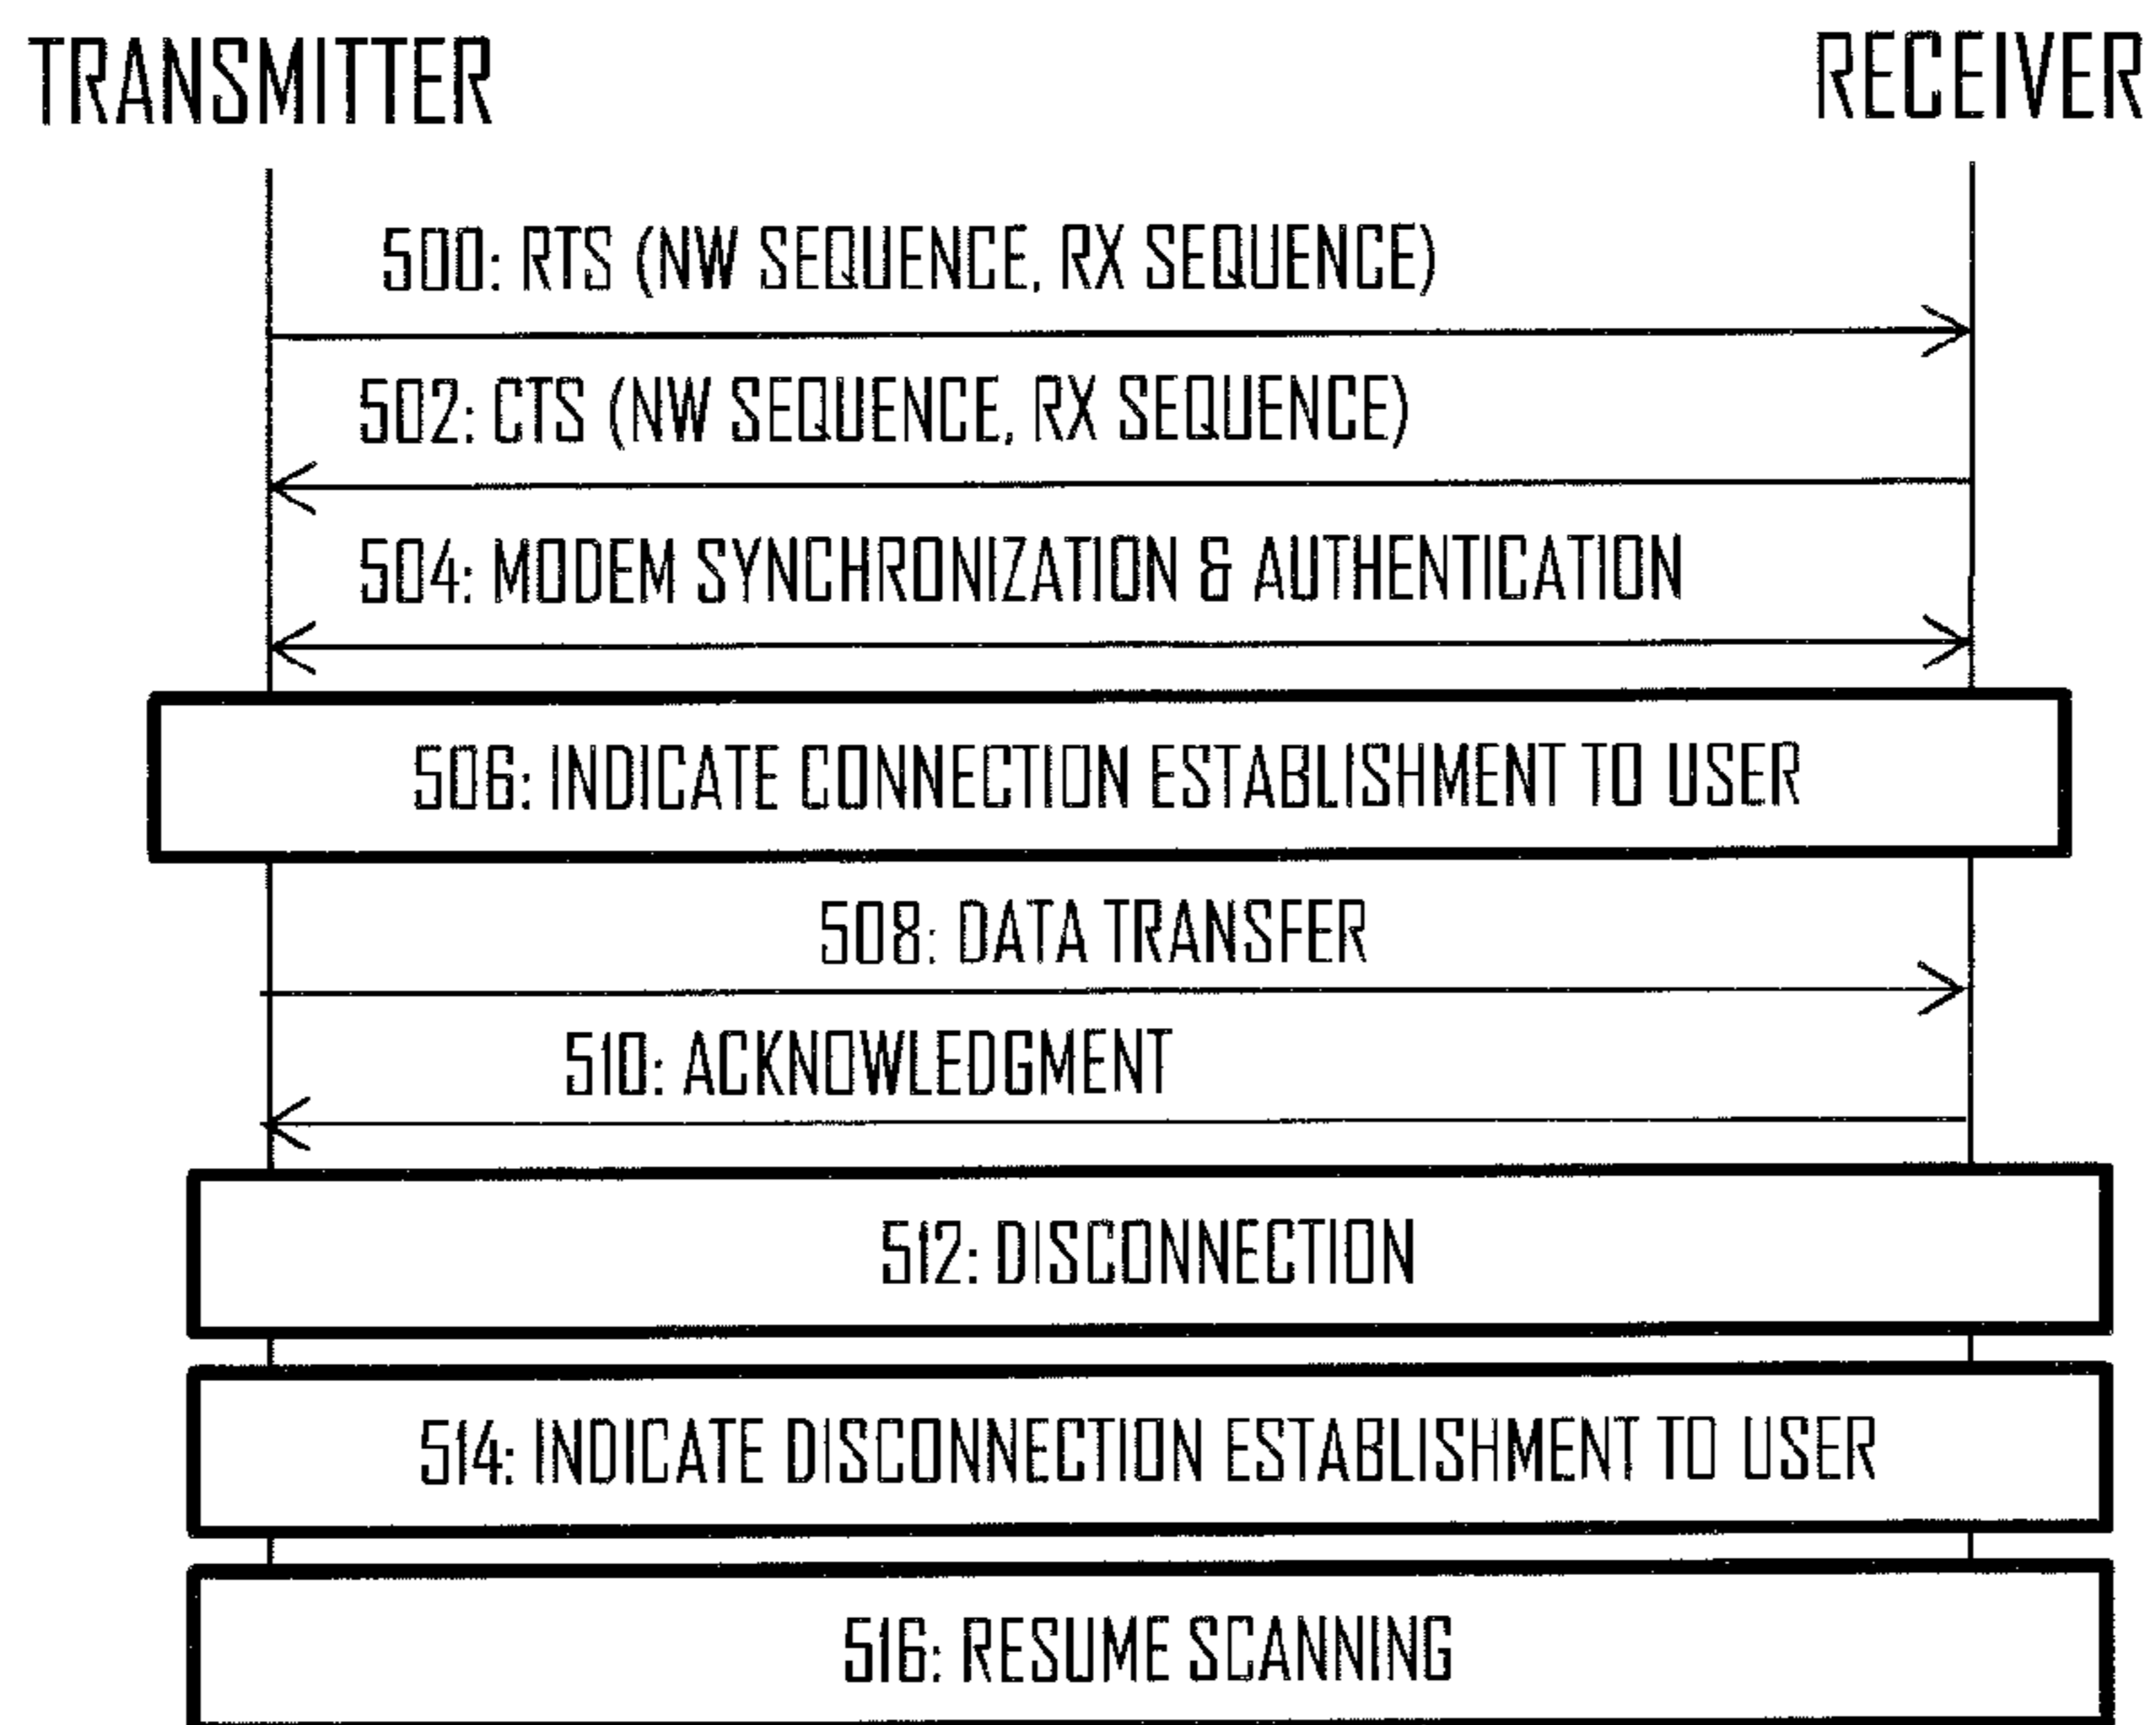 TRANSMITTER RECEIVER
500: RTS (NW SEQUENCE, RX SEQUENCE)
502: CTS (NW SEQUENCE, RX SEQUENCE)
504: MODEM SYNCHRONIZATION & AUTHENTICATION
506: INDICATE CONNECTION ESTABLISHMENT TO USER
508: DATA TRANSFER
510: ACKNOWLEDGMENT
512: DISCONNECTION
514: INDICATE DISCONNECTION ESTABLISHMENT TO USER
516: RESUME SCANNING